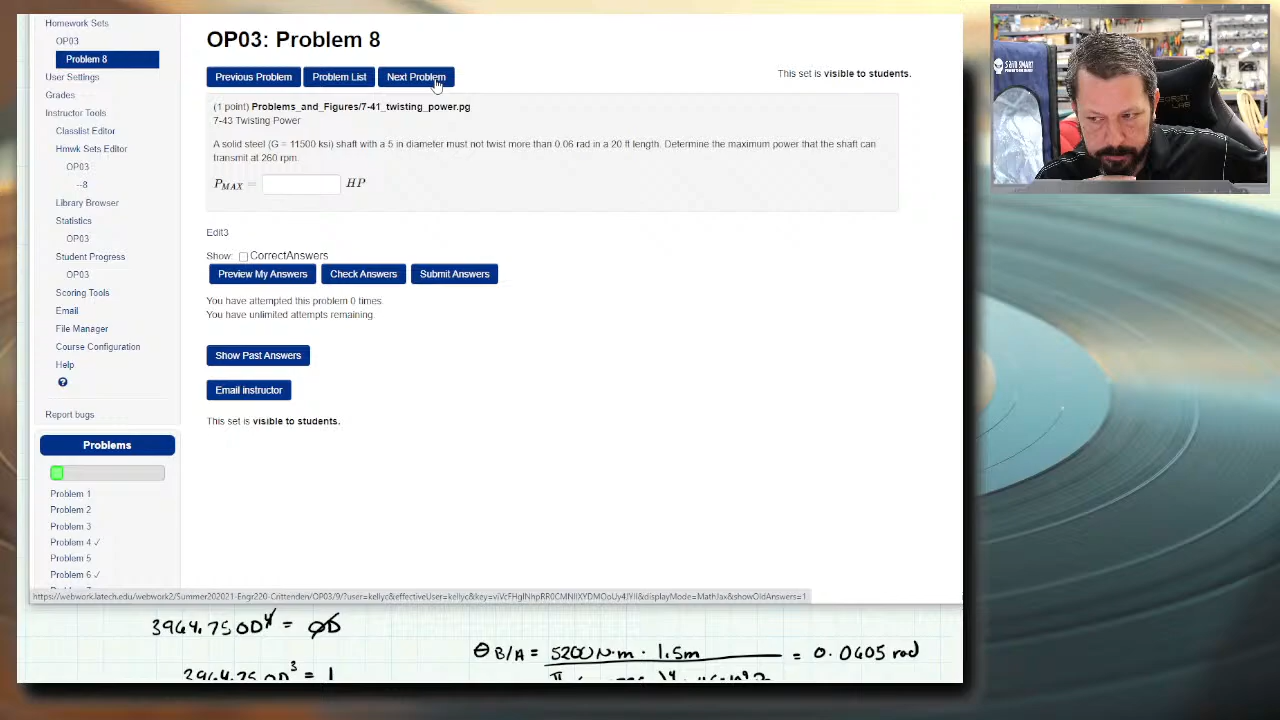 Homework Sets
OP03
Problem 8
User Settings
Grades
Instructor Tools
Classlist Editor
Hmwk Sets Editor
OP03
--8
Library Browser
Statistics
OP03
Student Progress
OP03
Scoring Tools
Email
File Manager
Course Configuration
Help
?
Report bugs
Problems
Problem 1
Problem 2
Problem 3
Problem 4 ✓
Problem 5
Problem 6 ✓
OP03: Problem 8
Previous Problem Problem List Next Problem
This set is visible to students.
(1 point) Problems_and_Figures/7-41_twisting_power.pg
7-43 Twisting Power
A solid steel (G = 11500 ksi) shaft with a 5 in diameter must not twist more than 0.06 rad in a 20 ft length. Determine the maximum power that the shaft can
transmit at 260 rpm.
P_MAX = HP
Edit3
Show: CorrectAnswers
Preview My Answers Check Answers Submit Answers
You have attempted this problem 0 times.
You have unlimited attempts remaining.
Show Past Answers
Email instructor
This set is visible to students.
3964.750D⁴ = 
3964.750D³ = 1
θ B/A = 5200 N·m · 1.5m = 0.0605 rad